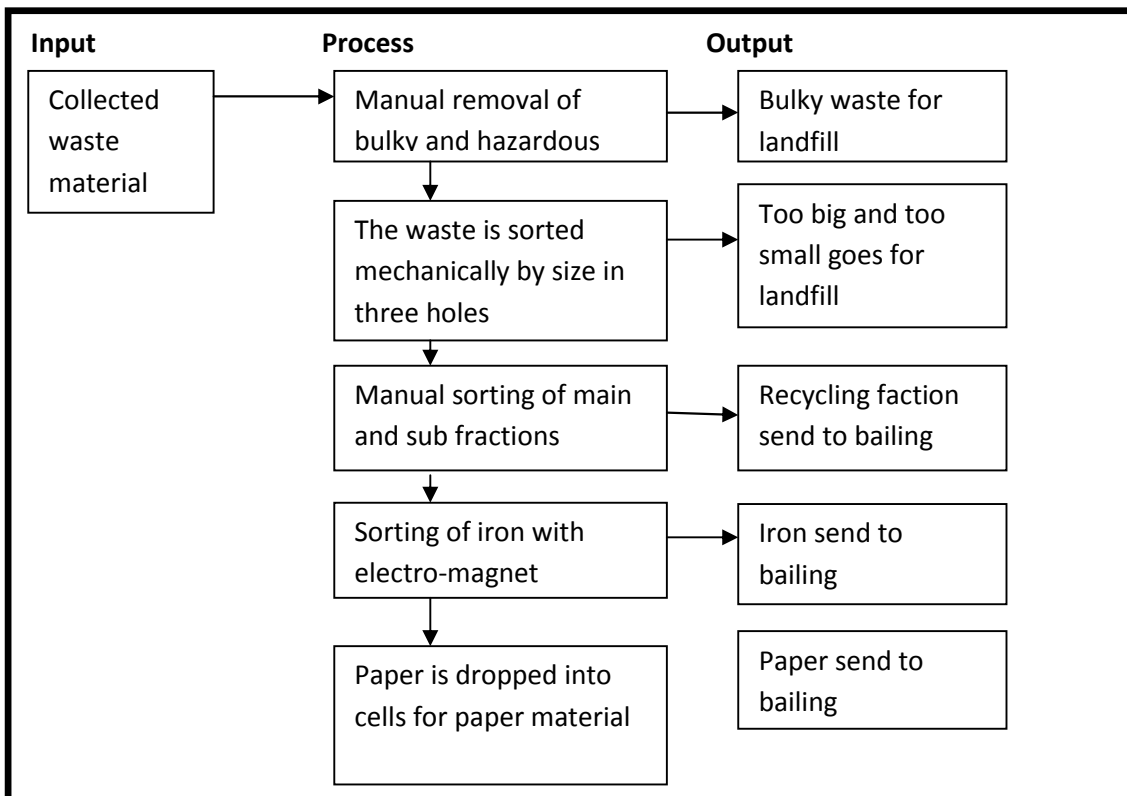 Input
Process
Output
Collected
waste
material
Manual removal of
bulky and hazardous
Bulky waste for
landfill
The waste is sorted
mechanically by size in
three holes
Too big and too
small goes for
landfill
Manual sorting of main
and sub fractions
Recycling faction
send to bailing
Sorting of iron with
electro-magnet
Iron send to
bailing
Paper is dropped into
cells for paper material
Paper send to
bailing